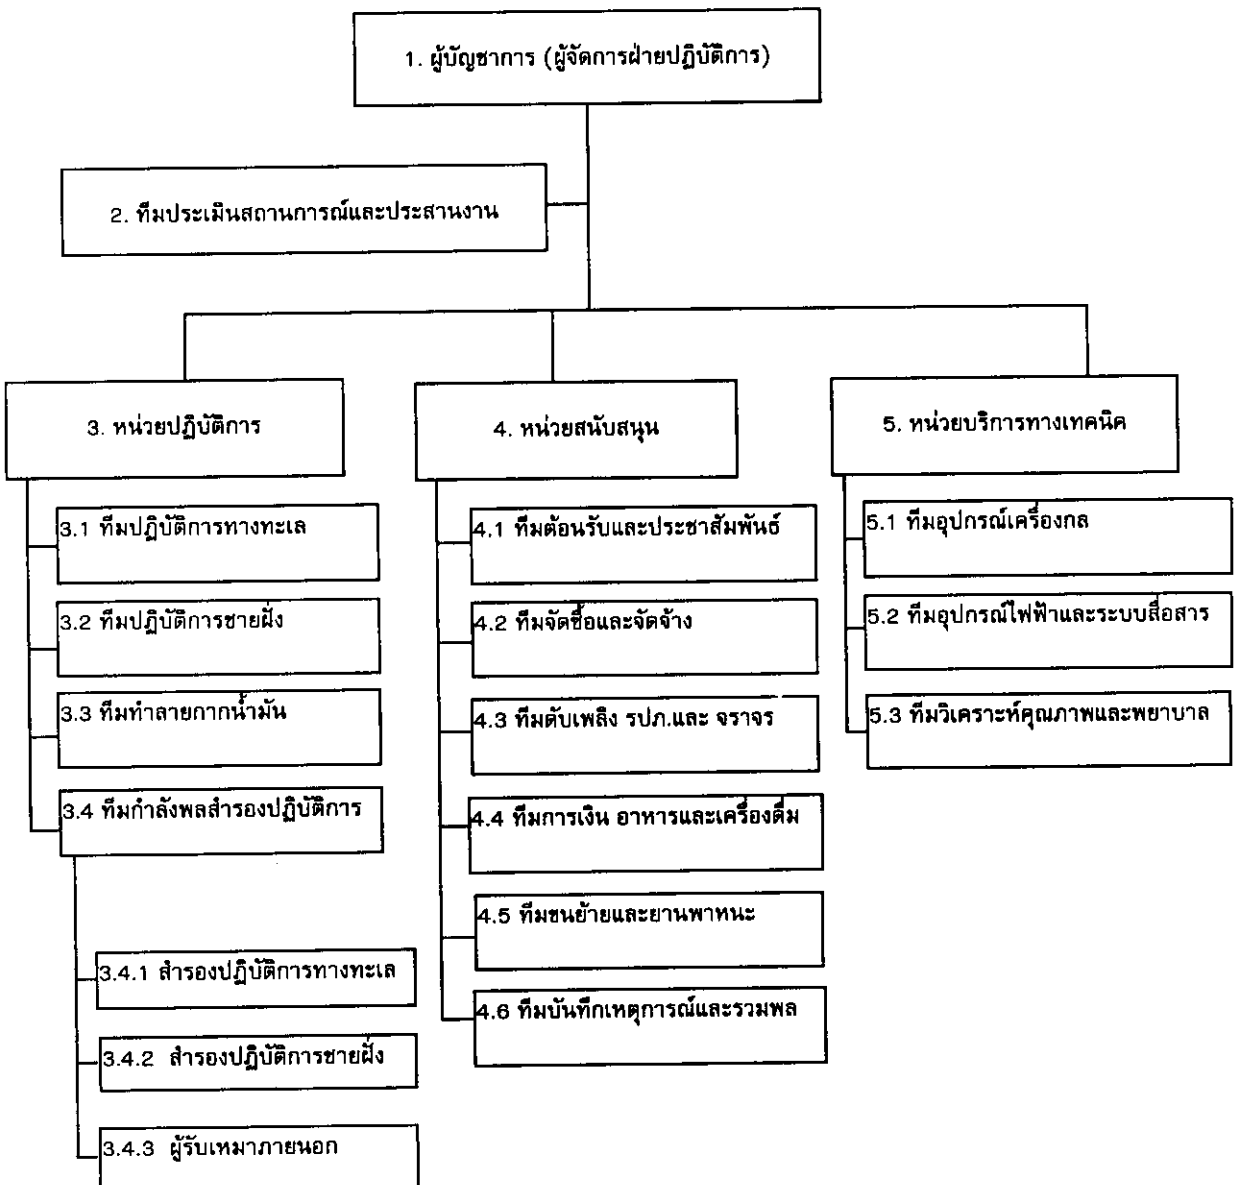 1. ผู้บัญชาการ (ผู้จัดการฝ่ายปฏิบัติการ)
2. ทีมประเมินสถานการณ์และประสานงาน
3. หน่วยปฏิบัติการ
3.1 ทีมปฏิบัติการทางทะเล
3.2 ทีมปฏิบัติการชายฝั่ง
3.3 ทีมทำลายกากน้ำมัน
3.4 ทีมกำลังพลสำรองปฏิบัติการ
3.4.1 สำรองปฏิบัติการทางทะเล
3.4.2 สำรองปฏิบัติการชายฝั่ง
3.4.3 ผู้รับเหมาภายนอก
4. หน่วยสนับสนุน
4.1 ทีมต้อนรับและประชาสัมพันธ์
4.2 ทีมจัดซื้อและจัดจ้าง
4.3 ทีมดับเพลิง รปภ.และ จราจร
4.4 ทีมการเงิน อาหารและเครื่องดื่ม
4.5 ทีมขนย้ายและยานพาหนะ
4.6 ทีมบันทึกเหตุการณ์และรวมพล
5. หน่วยบริการทางเทคนิค
5.1 ทีมอุปกรณ์เครื่องกล
5.2 ทีมอุปกรณ์ไฟฟ้าและระบบสื่อสาร
5.3 ทีมวิเคราะห์คุณภาพและพยาบาล